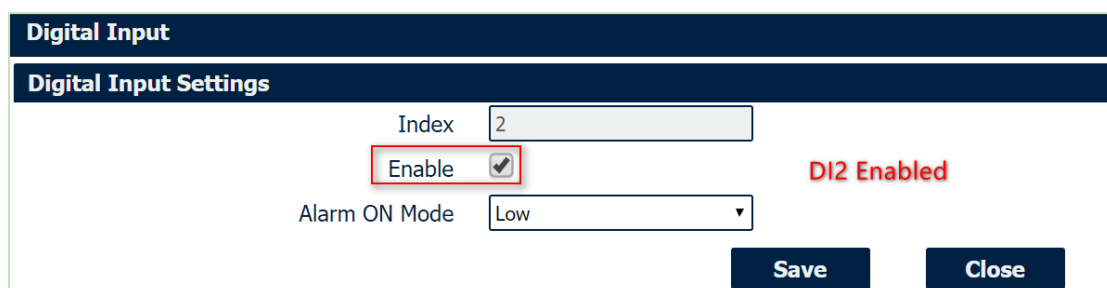 Digital Input
Digital Input Settings
Index 2
Enable DI2 Enabled
Alarm ON Mode Low
Save Close